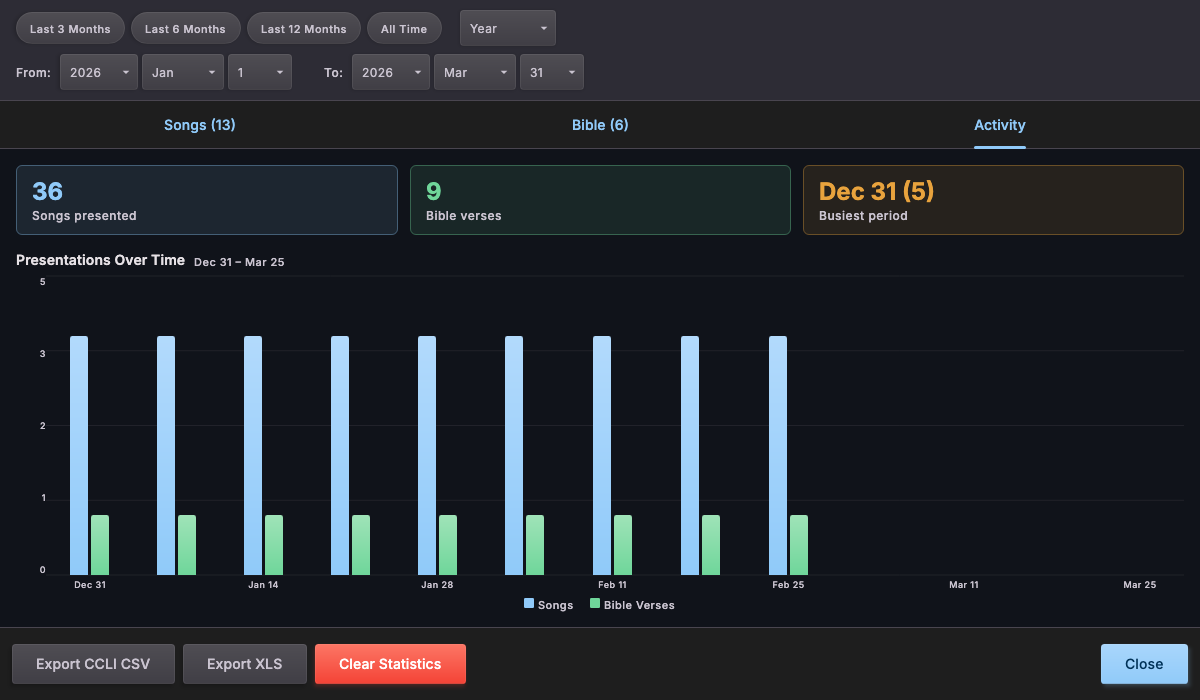 Last 3 Months Last 6 Months Last 12 Months All Time Year
From: 2026 Jan 1 To: 2026 Mar 31
Songs (13) Bible (6) Activity
36 9 Dec 31 (5)
Songs presented Bible verses Busiest period
Presentations Over Time Dec 31 – Mar 25
5
3
2
1
0
Dec 31 Jan 14 Jan 28 Feb 11 Feb 25 Mar 11 Mar 25
Songs Bible Verses
Export CCLI CSV Export XLS Clear Statistics Close